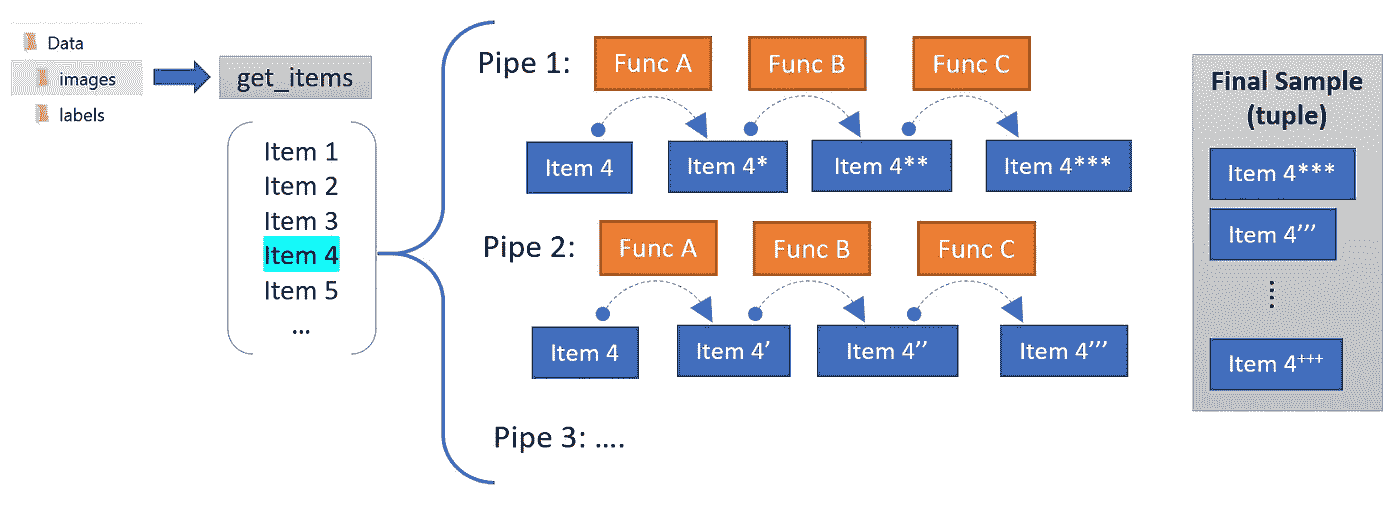 Data
images
labels
get_items
Item 1
Item 2
Item 3
Item 4
Item 5
...
Pipe 1:
Func A
Func B
Func C
Item 4
Item 4*
Item 4**
Item 4***
Pipe 2:
Func A
Func B
Func C
Item 4
Item 4’
Item 4’’
Item 4’’’
Pipe 3: ....
Final Sample
(tuple)
Item 4***
Item 4’’’
Item 4+++